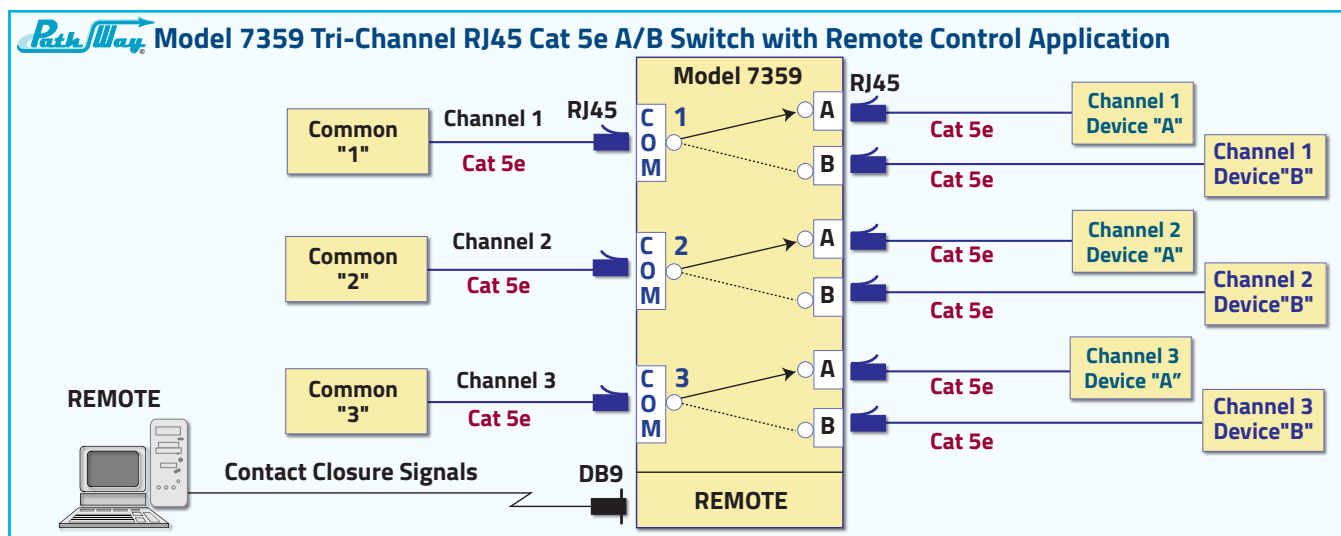 PathWay Model 7359 Tri-Channel RJ45 Cat 5e A/B Switch with Remote Control Application
Model 7359
RJ45
RJ45
Common
"1"
Channel 1
Cat 5e
COM
1
A
B
Cat 5e
Channel 1
Device "A"
Cat 5e
Channel 1
Device"B"
Common
"2"
Channel 2
Cat 5e
COM
2
A
B
Cat 5e
Channel 2
Device "A"
Cat 5e
Channel 2
Device"B"
Common
"3"
Channel 3
Cat 5e
COM
3
A
B
Cat 5e
Channel 3
Device "A”
Cat 5e
Channel 3
Device"B"
REMOTE
Contact Closure Signals
DB9
REMOTE